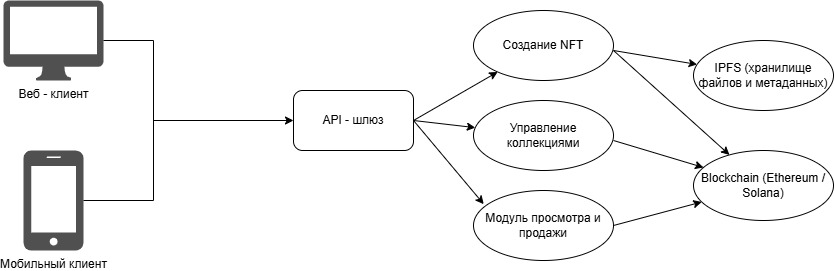 Веб - клиент
Мобильный клиент
API - шлюз
Создание NFT
Управление
коллекциями
Модуль просмотра и
продажи
IPFS (хранилище
файлов и метаданных)
Blockchain (Ethereum /
Solana)